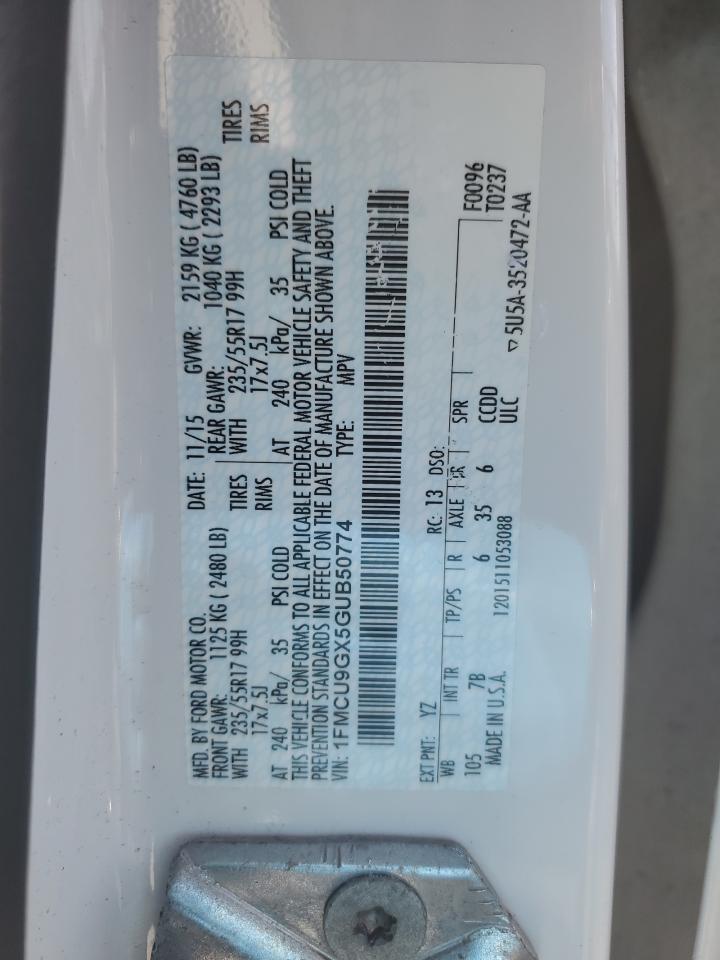 MFD. BY FORD MOTOR CO. DATE: 11/15 GVWR: 2159 KG ( 4760 LB)
FRONT GAWR: 1125 KG ( 2480 LB) REAR GAWR: 1040 KG ( 2293 LB)
WITH 235/55R17 99H TIRES WITH 235/55R17 99H TIRES
17x7.5J RIMS 17x7.5J RIMS
AT 240 kPa/ 35 PSI COLD AT 240 kPa/ 35 PSI COLD
THIS VEHICLE CONFORMS TO ALL APPLICABLE FEDERAL MOTOR VEHICLE SAFETY AND THEFT
PREVENTION STANDARDS IN EFFECT ON THE DATE OF MANUFACTURE SHOWN ABOVE.
VIN: 1FMCU9GX5GUB50774 TYPE: MPV
EXT PNT: YZ RC: 13 DSO:
WB INT TR TP/PS R AXLE TR SPR F0096
105 7B 6 35 6 CCDD T0237
MADE IN U.S.A. 1201511053088 ULC ▽5U5A-3520472-AA